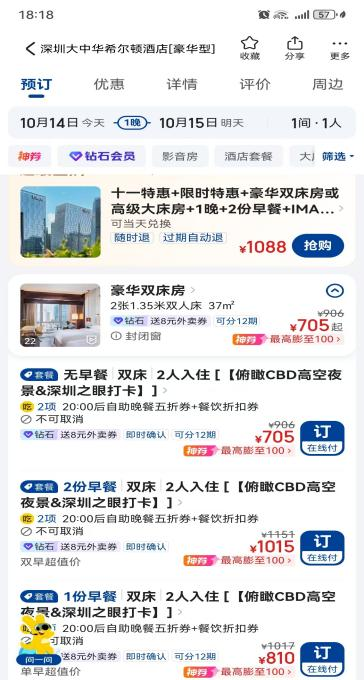 18:18
57
深圳大中华希尔顿酒店[豪华型]
收藏
分享
更多
预订 优惠 详情 评价 周边
10月14日 今天 1晚 10月15日 明天 1间·1人
神券 钻石会员 影音房 酒店套餐 筛选
十一特惠+限时特惠+豪华双床房或
高级大床房+1晚+2份早餐+IMA...
可当天兑换
随时退 过期自动退
¥1088 抢购
豪华双床房
2张1.35米双人床 37m²
¥906
钻石 送8元外卖券 可分12期
¥705起
封闭窗
神券 最高膨至100
22
套餐 无早餐 双床 2人入住 [【俯瞰CBD高空夜
景&深圳之眼打卡】]
吃 2项 20:00后自助晚餐五折券+餐饮折扣券
不可取消
¥906
钻石 送8元外卖券 即时确认 可分12期
¥705
订
在线付
神券 最高膨至100
套餐 2份早餐 双床 2人入住 [【俯瞰CBD高空
夜景&深圳之眼打卡】]
吃 2项 20:00后自助晚餐五折券+餐饮折扣券
不可取消
¥1151
钻石 送8元外卖券 即时确认
¥1015
订
在线付
双早超值价
神券 最高膨至100
套餐 1份早餐 双床 2人入住 [【俯瞰CBD高空
夜景&深圳之眼打卡】]
20:00后自助晚餐五折券+餐饮折扣券
可取消
¥1017
送8元外卖券 即时确认 可分12期
¥810
订
在线付
单早超值价
神券 最高膨至100
问一问